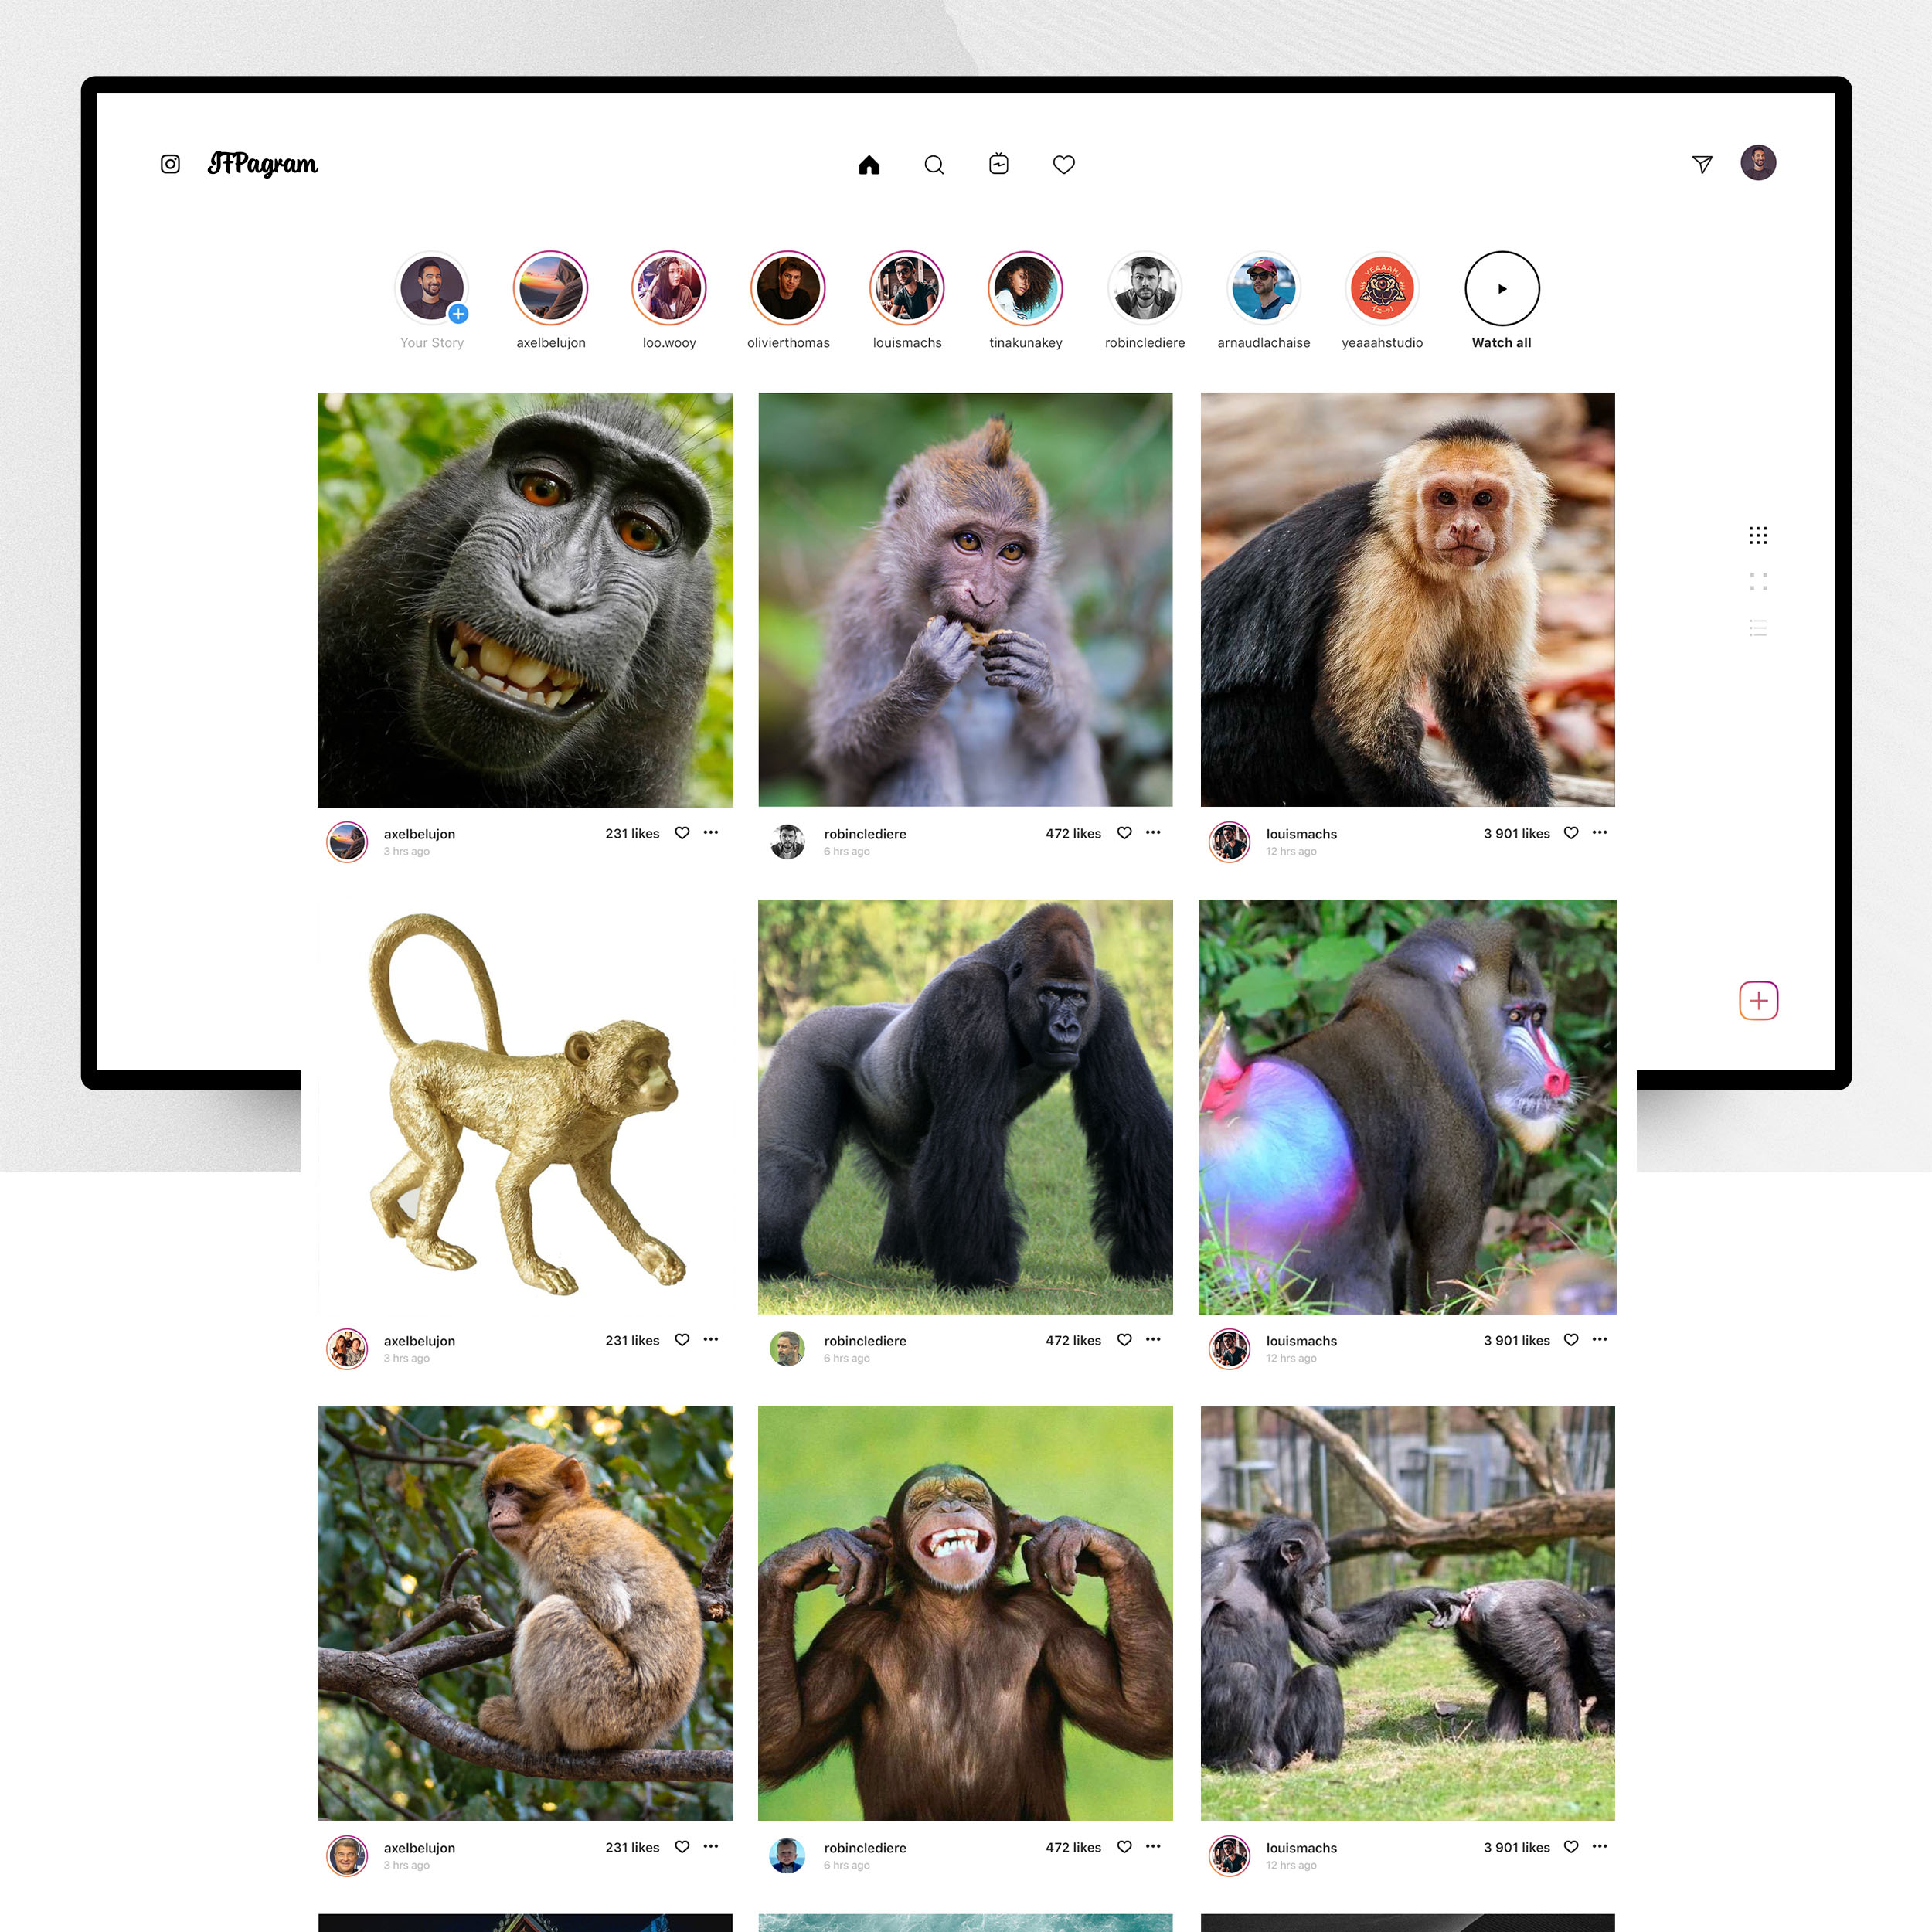 JFPagram
Your Story
axelbelujon
loo.wooy
olivierthomas
louismachs
tinakunakey
robinclediere
arnaudlachaise
YEAAAH!
yeaaahstudio
Watch all
axelbelujon 231 likes
3 hrs ago
robinclediere 472 likes
6 hrs ago
louismachs 3 901 likes
12 hrs ago
axelbelujon 231 likes
3 hrs ago
robinclediere 472 likes
6 hrs ago
louismachs 3 901 likes
12 hrs ago
axelbelujon 231 likes
3 hrs ago
robinclediere 472 likes
6 hrs ago
louismachs 3 901 likes
12 hrs ago